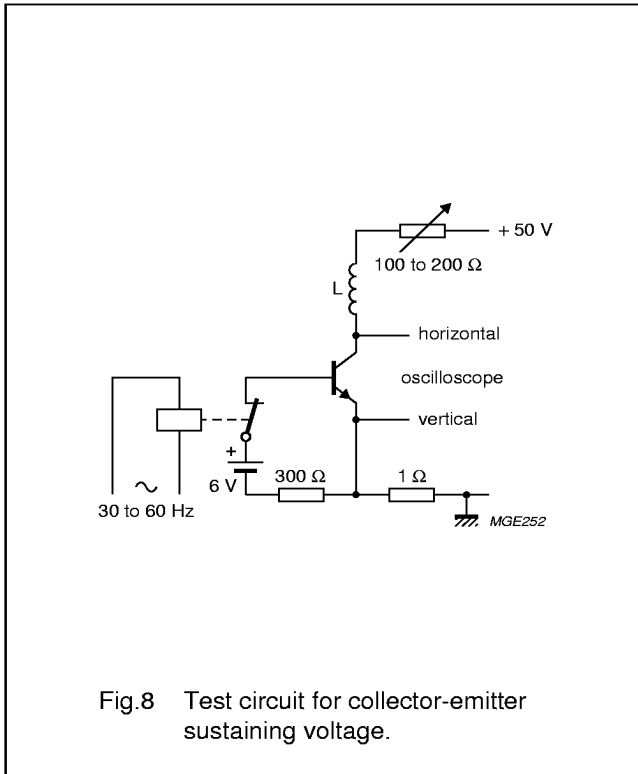 + 50 V
100 to 200 Ω
L
horizontal
oscilloscope
vertical
+
6 V
300 Ω
1 Ω
30 to 60 Hz
MGE252
Fig.8 Test circuit for collector-emitter
sustaining voltage.